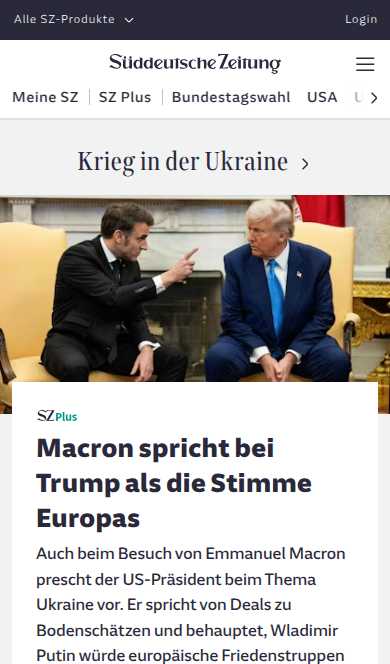 Alle SZ-Produkte
Login
Süddeutsche Zeitung
Meine SZ
SZ Plus
Bundestagswahl
USA
Krieg in der Ukraine
SZ Plus
Macron spricht bei
Trump als die Stimme
Europas
Auch beim Besuch von Emmanuel Macron
prescht der US-Präsident beim Thema
Ukraine vor. Er spricht von Deals zu
Bodenschätzen und behauptet, Wladimir
Putin würde europäische Friedenstruppen